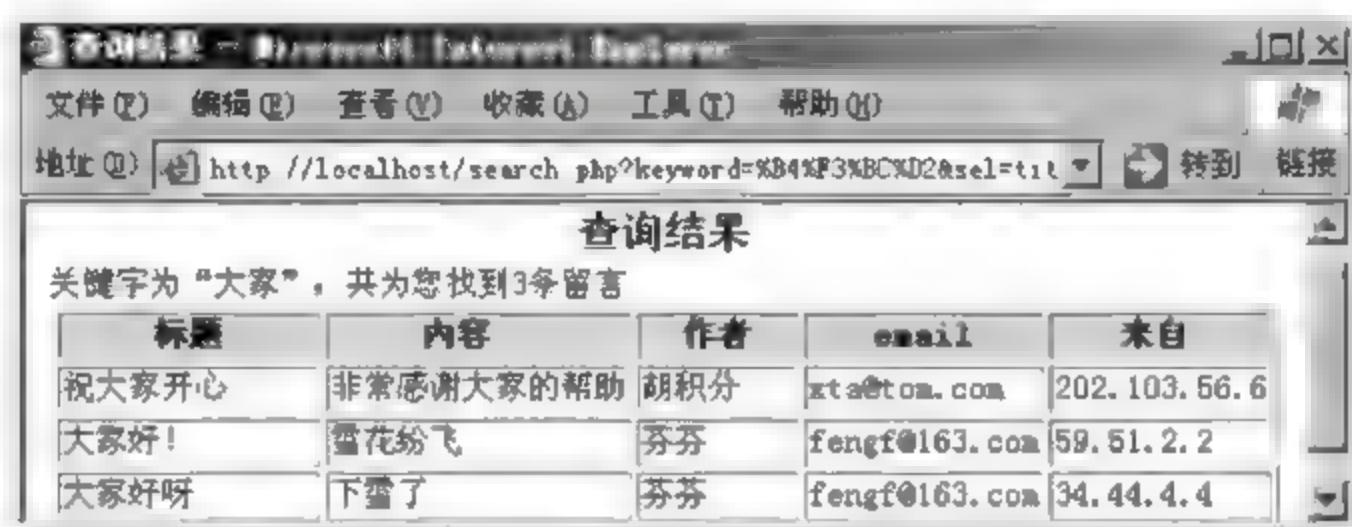 查询结果 - Microsoft Internet Explorer
文件(F) 编辑(E) 查看(V) 收藏(A) 工具(T) 帮助(H)
地址(D) http //localhost/search php?keyword=%B4%F3%BC%D2&sel=tit 转到 链接
查询结果
关键字为“大家”，共为您找到3条留言
标题 内容 作者 email 来自
祝大家开心 非常感谢大家的帮助 胡积分 xta@tom.com 202.103.56.6
大家好! 雪花纷飞 芬芬 fengf@163.com 59.51.2.2
大家好呀 下雪了 芬芬 fengf@163.com 34.44.4.4